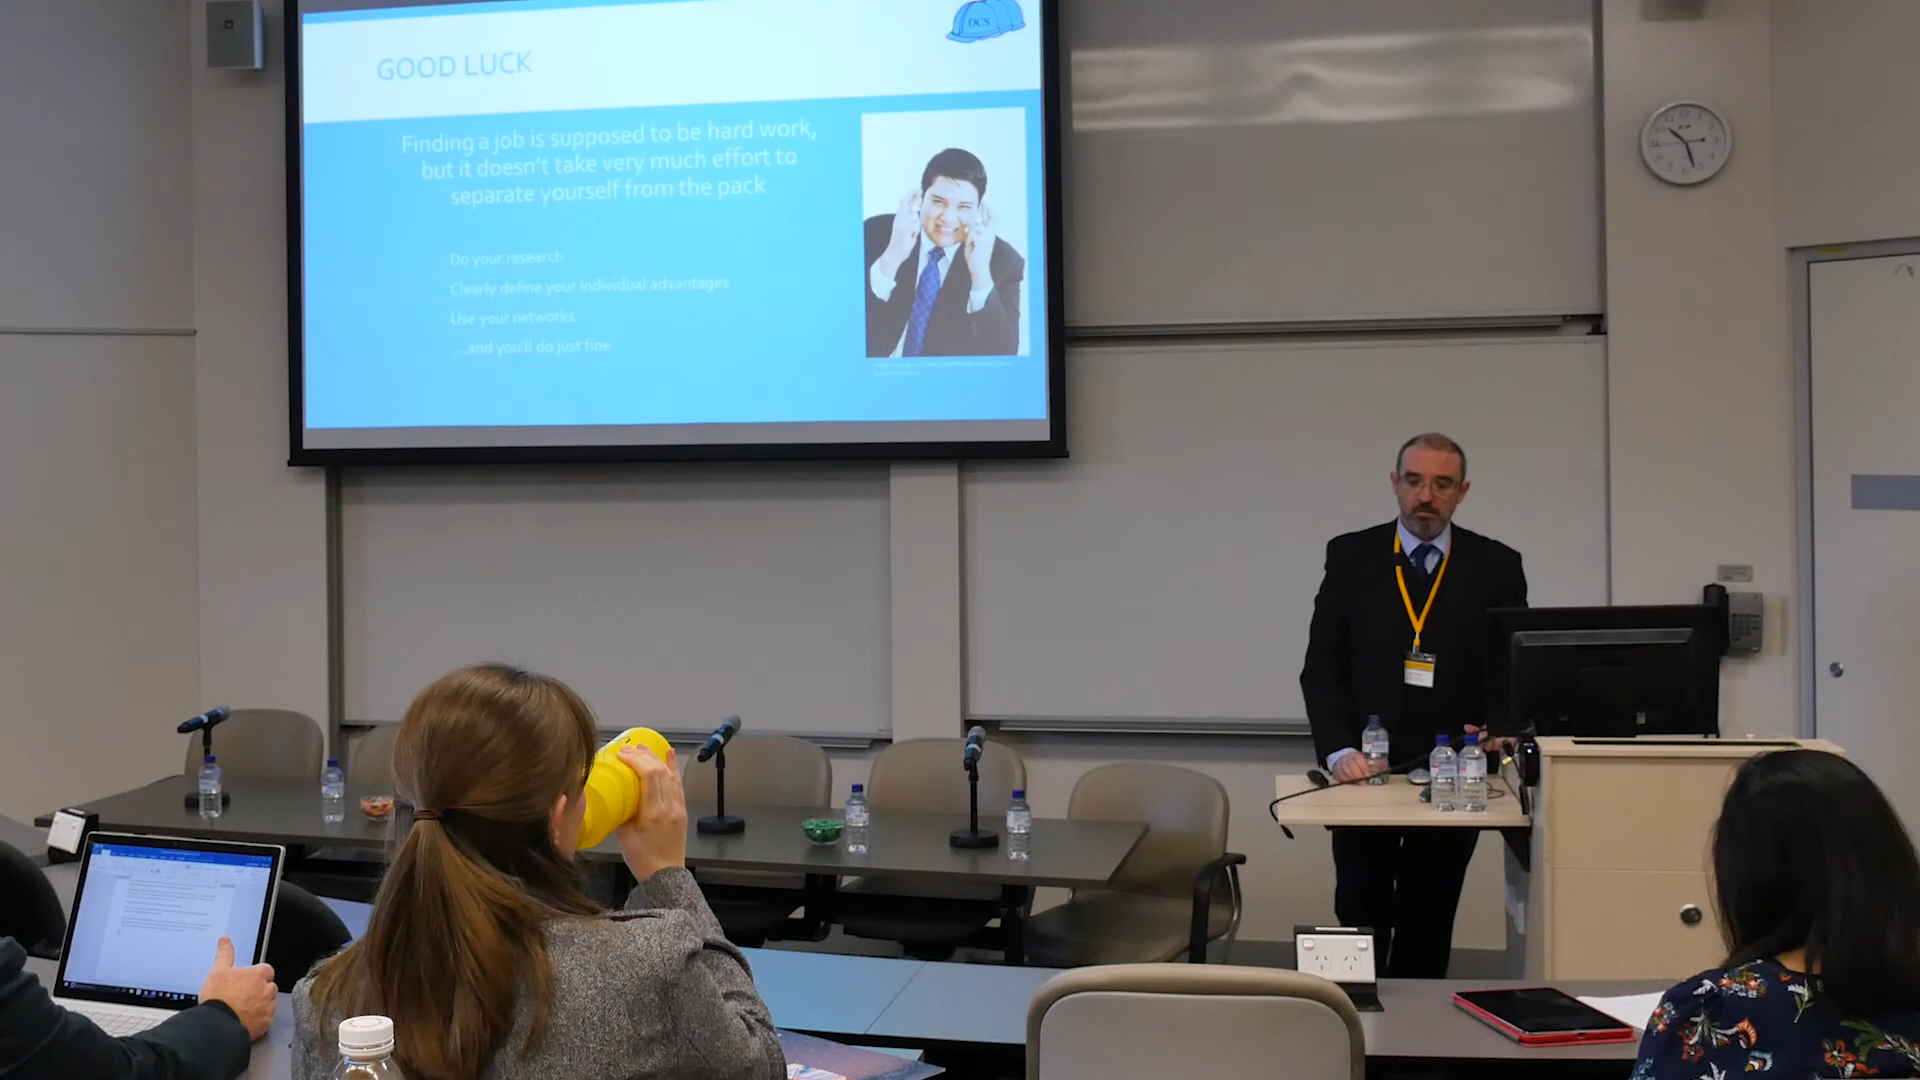 DCS
GOOD LUCK
Finding a job is supposed to be hard work,
but it doesn't take very much effort to
separate yourself from the pack
Do your research
Clearly define your individual advantages
Use your networks
....and you'll do just fine